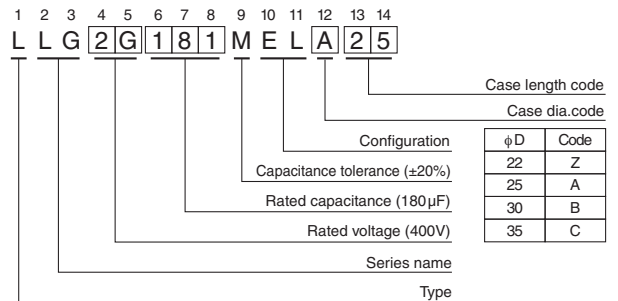 1 2 3 4 5 6 7 8 9 10 11 12 13 14
L L G 2 G 1 8 1 M E L A 2 5
Case length code
Case dia.code
Configuration
Capacitance tolerance (±20%)
Rated capacitance (180µF)
Rated voltage (400V)
Series name
Type
ϕD Code
22 Z
25 A
30 B
35 C